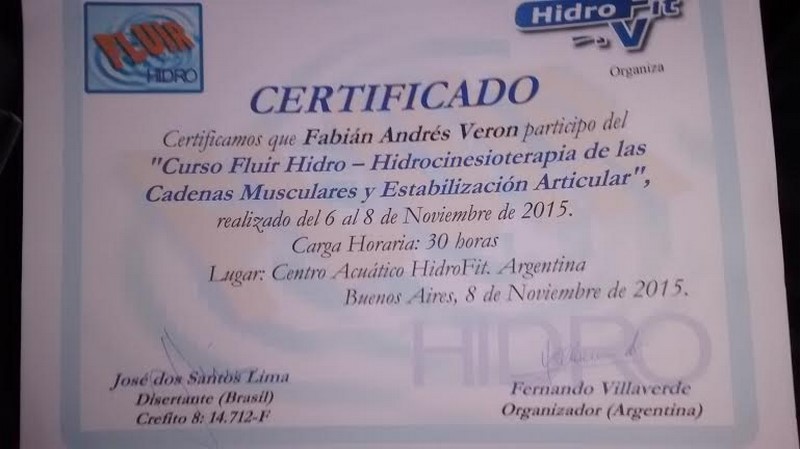 FLUIR
HIDRO
Hidro Fit
Organiza
CERTIFICADO
Certificamos que Fabián Andrés Veron participo del
"Curso Fluir Hidro – Hidrocinesioterapia de las
Cadenas Musculares y Estabilización Articular",
realizado del 6 al 8 de Noviembre de 2015.
Carga Horaria: 30 horas
Lugar: Centro Acuático HidroFit. Argentina
Buenos Aires, 8 de Noviembre de 2015.
HIDRO
José dos Santos Lima
Disertante (Brasil)
Crefito 8: 14.712-F
Fernando Villaverde
Organizador (Argentina)